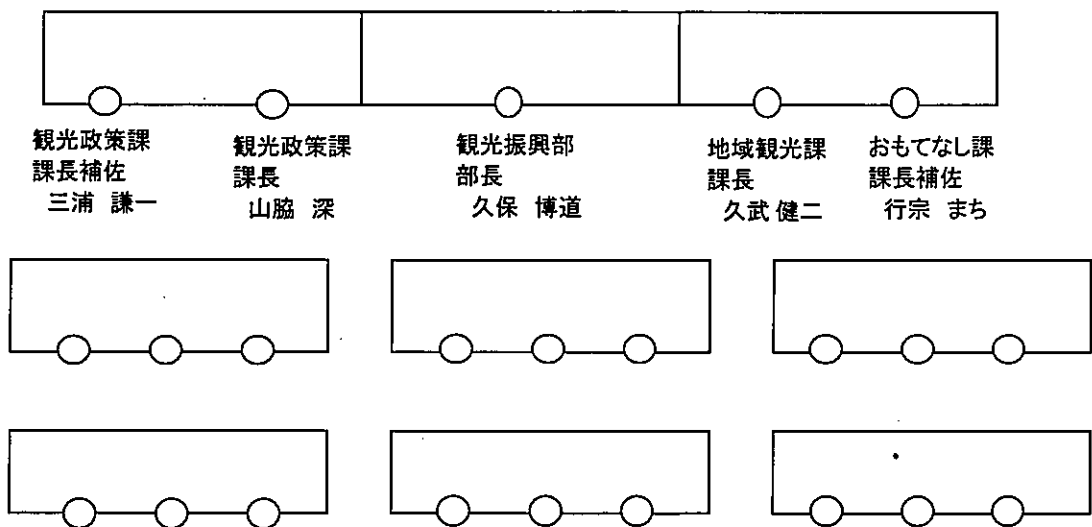 観光政策課
課長補佐
三浦 謙一
観光政策課
課長
山脇 深
観光振興部
部長
久保 博道
地域観光課
課長
久武 健二
おもてなし課
課長補佐
行宗 まち